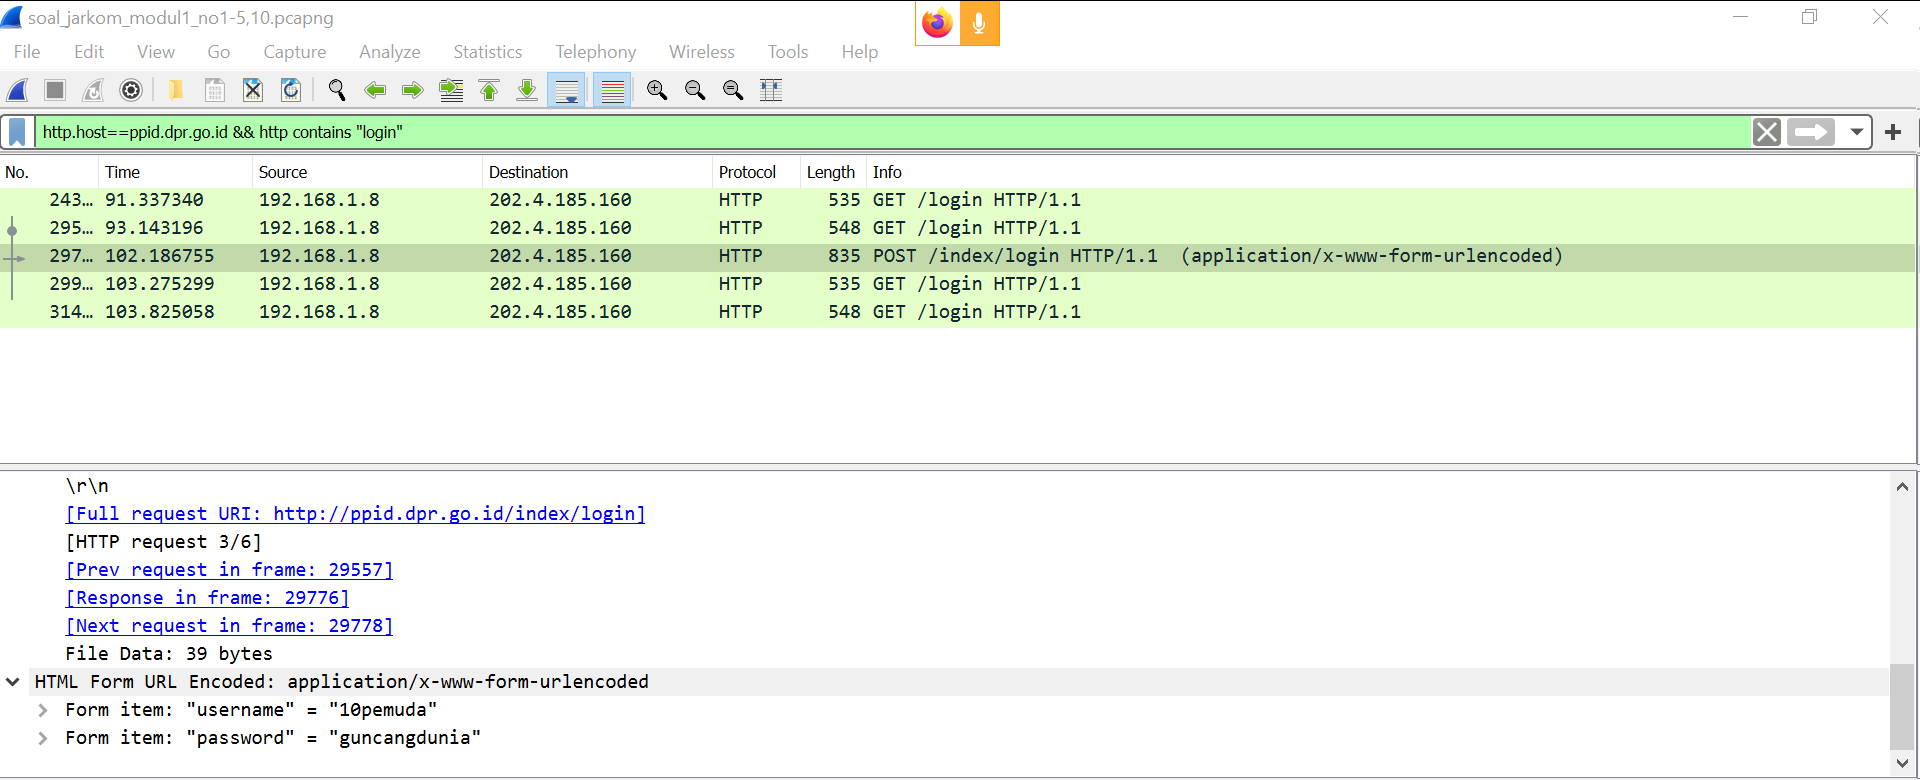 soal_jarkom_modul1_no1-5,10.pcapng
File Edit View Go Capture Analyze Statistics Telephony Wireless Tools Help
http.host==ppid.dpr.go.id && http contains "login"
No. Time Source Destination Protocol Length Info
243… 91.337340 192.168.1.8 202.4.185.160 HTTP 535 GET /login HTTP/1.1
295… 93.143196 192.168.1.8 202.4.185.160 HTTP 548 GET /login HTTP/1.1
297… 102.186755 192.168.1.8 202.4.185.160 HTTP 835 POST /index/login HTTP/1.1 (application/x-www-form-urlencoded)
299… 103.275299 192.168.1.8 202.4.185.160 HTTP 535 GET /login HTTP/1.1
314… 103.825058 192.168.1.8 202.4.185.160 HTTP 548 GET /login HTTP/1.1
\r\n
[Full request URI: http://ppid.dpr.go.id/index/login]
[HTTP request 3/6]
[Prev request in frame: 29557]
[Response in frame: 29776]
[Next request in frame: 29778]
File Data: 39 bytes
HTML Form URL Encoded: application/x-www-form-urlencoded
Form item: "username" = "10pemuda"
Form item: "password" = "guncangdunia"